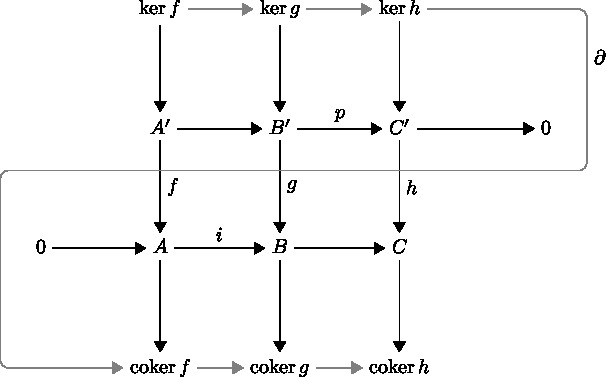 ker f ker g ker h
∂
p
A′ B′ C′ 0
f g h
i
0 A B C
coker f coker g coker h